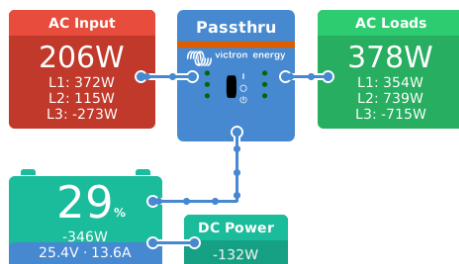 AC Input
206W
L1: 372W
L2: 115W
L3: -273W
Passthru
victron energy
AC Loads
378W
L1: 354W
L2: 739W
L3: -715W
29%
-346W
25.4V · 13.6A
DC Power
-132W